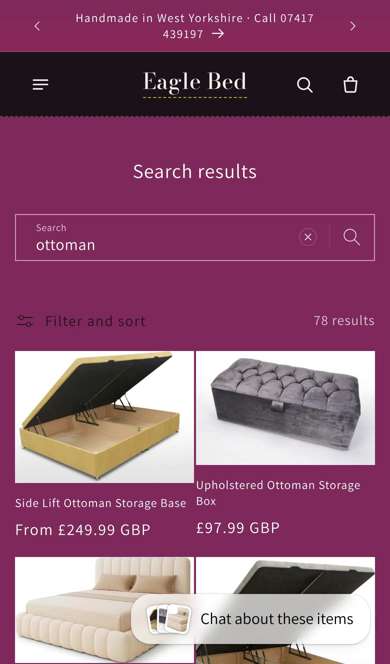 Handmade in West Yorkshire · Call 07417
439197 →
Eagle Bed
Search results
Search
ottoman
Filter and sort
78 results
Side Lift Ottoman Storage Base
From £249.99 GBP
Upholstered Ottoman Storage
Box
£97.99 GBP
Chat about these items